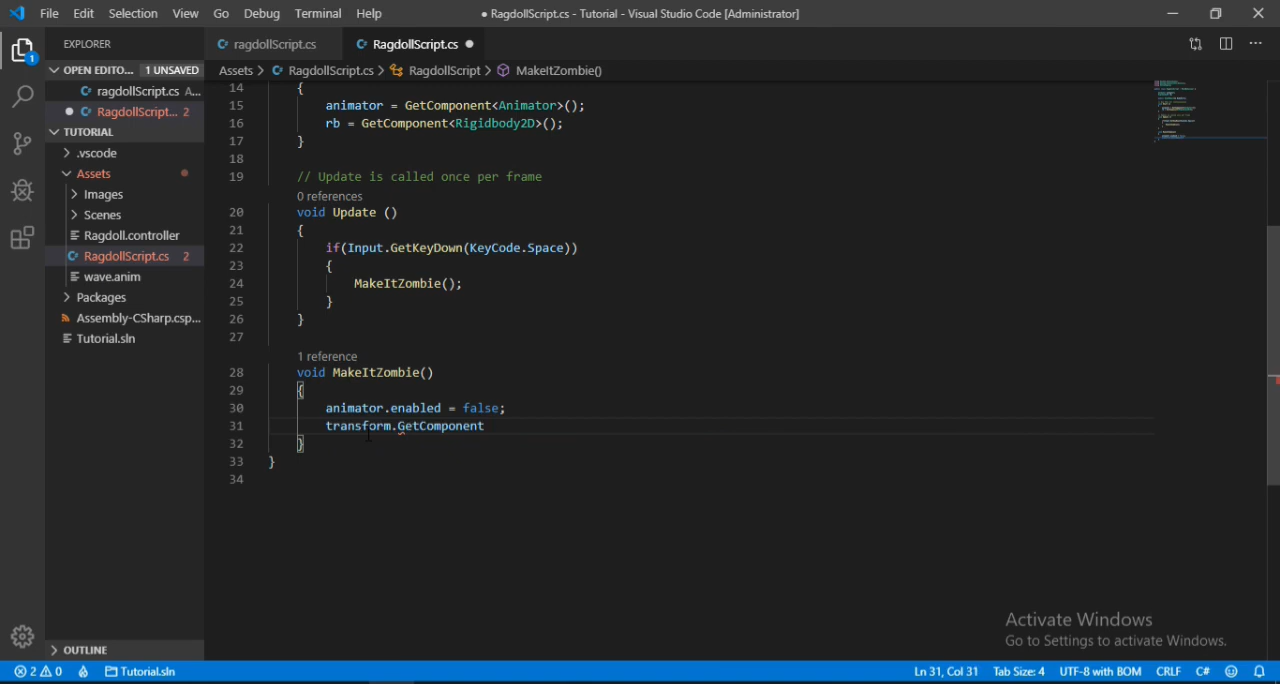 File Edit Selection View Go Debug Terminal Help
● RagdollScript.cs - Tutorial - Visual Studio Code [Administrator]
EXPLORER
ragdollScript.cs
RagdollScript.cs
OPEN EDITO... 1 UNSAVED
ragdollScript.cs A...
RagdollScript... 2
TUTORIAL
.vscode
Assets
Images
Scenes
Ragdoll.controller
RagdollScript.cs 2
wave.anim
Packages
Assembly-CSharp.csp...
Tutorial.sln
OUTLINE
1
Assets > RagdollScript.cs > RagdollScript > MakeItZombie()
14 {
15 animator = GetComponent<Animator>();
16 rb = GetComponent<Rigidbody2D>();
17 }
18
19 // Update is called once per frame
0 references
20 void Update ()
21 {
22 if(Input.GetKeyDown(KeyCode.Space))
23 {
24 MakeItZombie();
25 }
26 }
27
1 reference
28 void MakeItZombie()
29 {
30 animator.enabled = false;
31 transform.GetComponent
32 }
33 }
34
Activate Windows
Go to Settings to activate Windows.
2 0 Tutorial.sln
Ln 31, Col 31 Tab Size: 4 UTF-8 with BOM CRLF C#